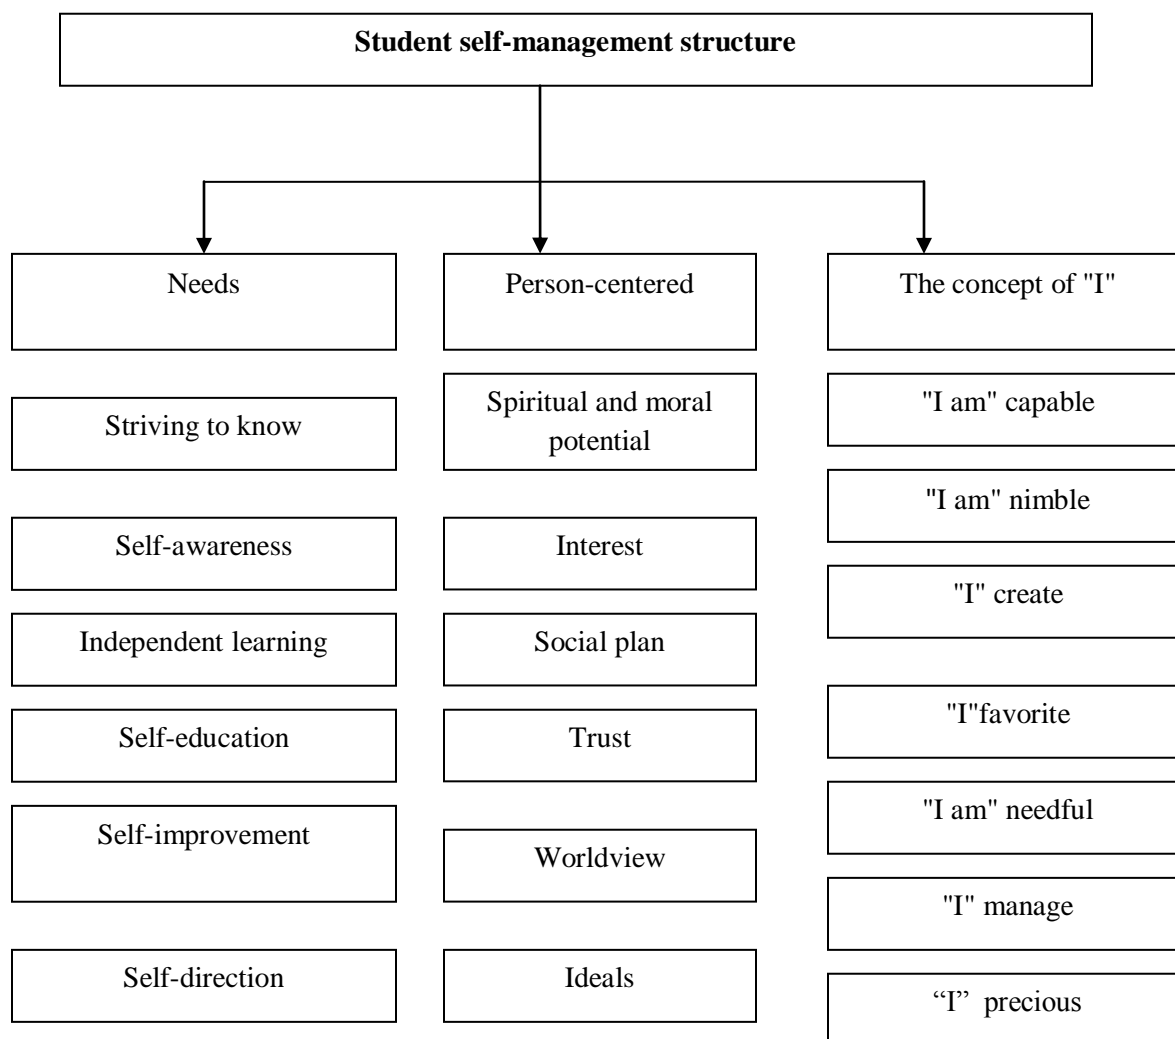 Student self-management structure
Needs
Person-centered
The concept of "I"
Striving to know
Self-awareness
Independent learning
Self-education
Self-improvement
Self-direction
Spiritual and moral
potential
Interest
Social plan
Trust
Worldview
Ideals
"I am" capable
"I am" nimble
"I" create
"I"favorite
"I am" needful
"I" manage
“I” precious